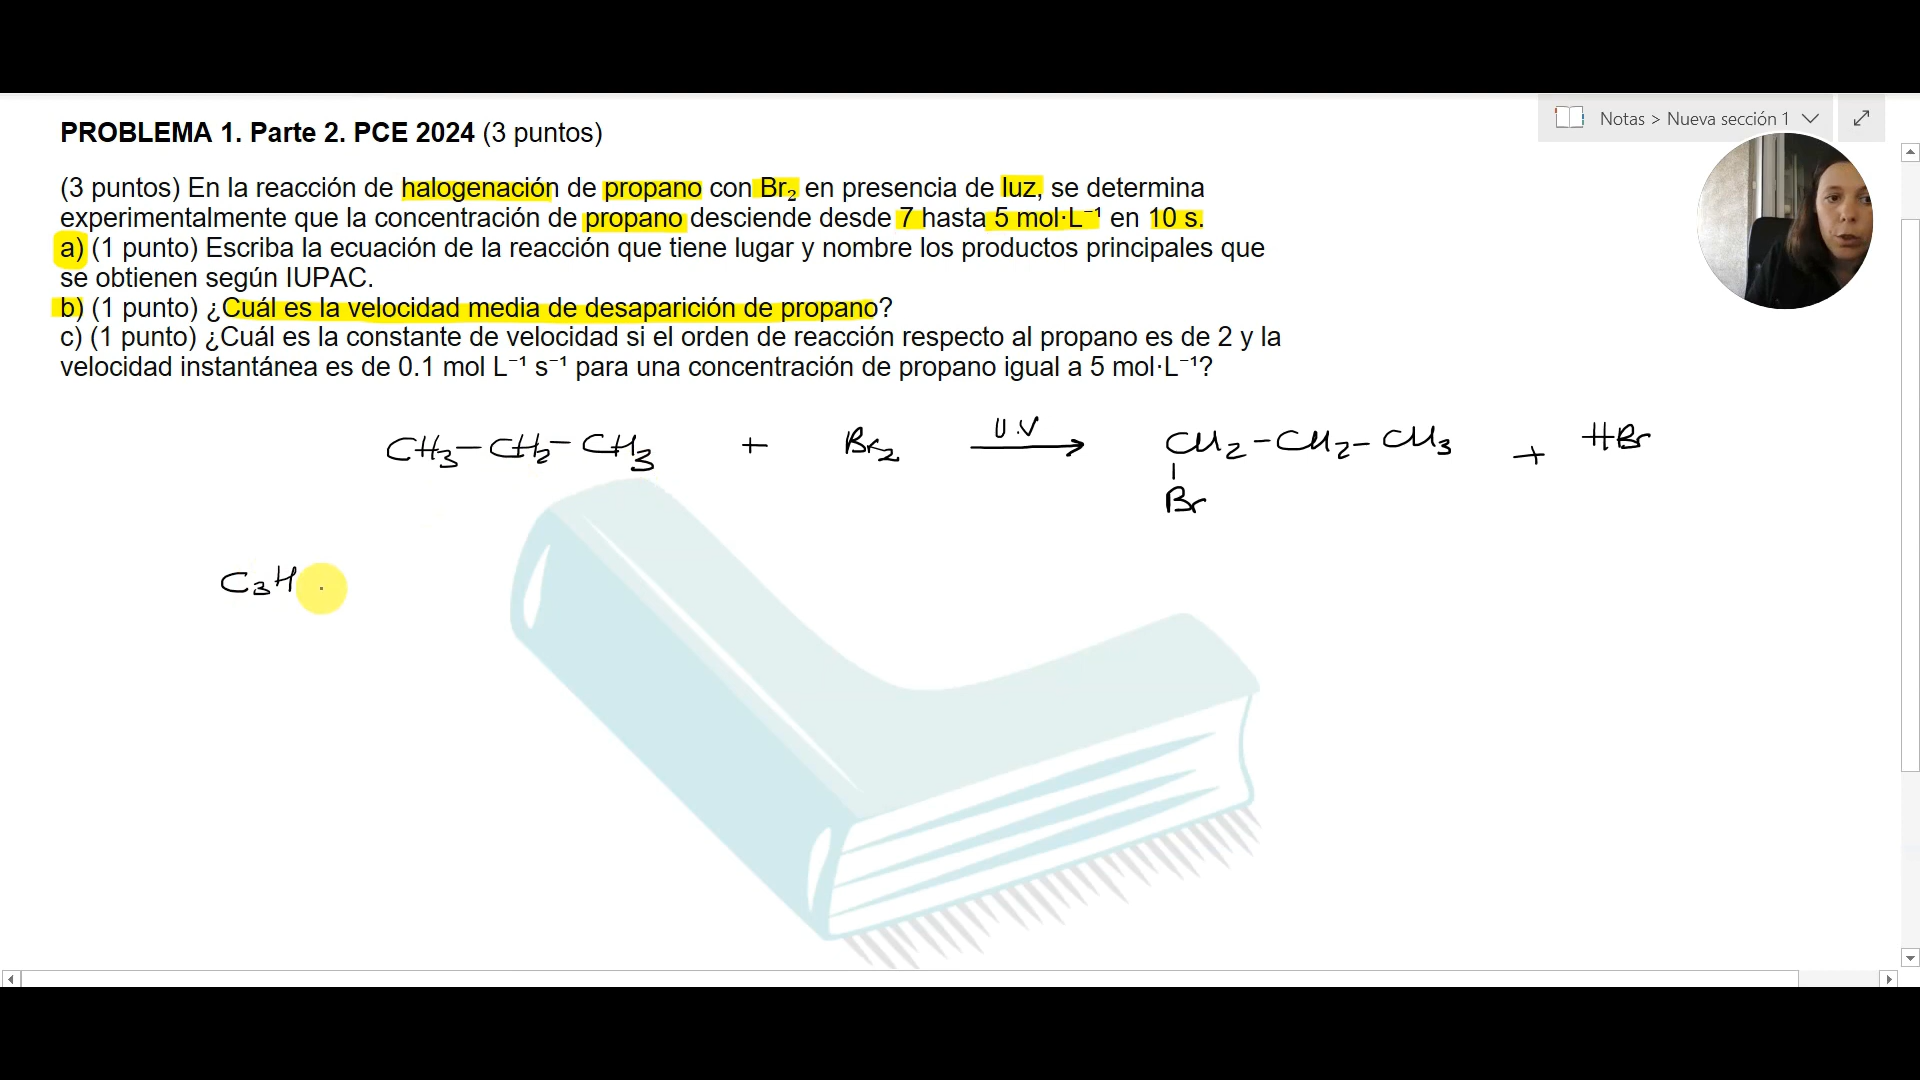 PROBLEMA 1. Parte 2. PCE 2024 (3 puntos)
Notas > Nueva sección 1
(3 puntos) En la reacción de halogenación de propano con Br₂ en presencia de luz, se determina
experimentalmente que la concentración de propano desciende desde 7 hasta 5 mol·L⁻¹ en 10 s.
a) (1 punto) Escriba la ecuación de la reacción que tiene lugar y nombre los productos principales que
se obtienen según IUPAC.
b) (1 punto) ¿Cuál es la velocidad media de desaparición de propano?
c) (1 punto) ¿Cuál es la constante de velocidad si el orden de reacción respecto al propano es de 2 y la
velocidad instantánea es de 0.1 mol L⁻¹ s⁻¹ para una concentración de propano igual a 5 mol·L⁻¹?
U.V
CH₃-CH₂-CH₃ + Br₂ → CH₂-CH₂-CH₃ + HBr
Br
C₃H